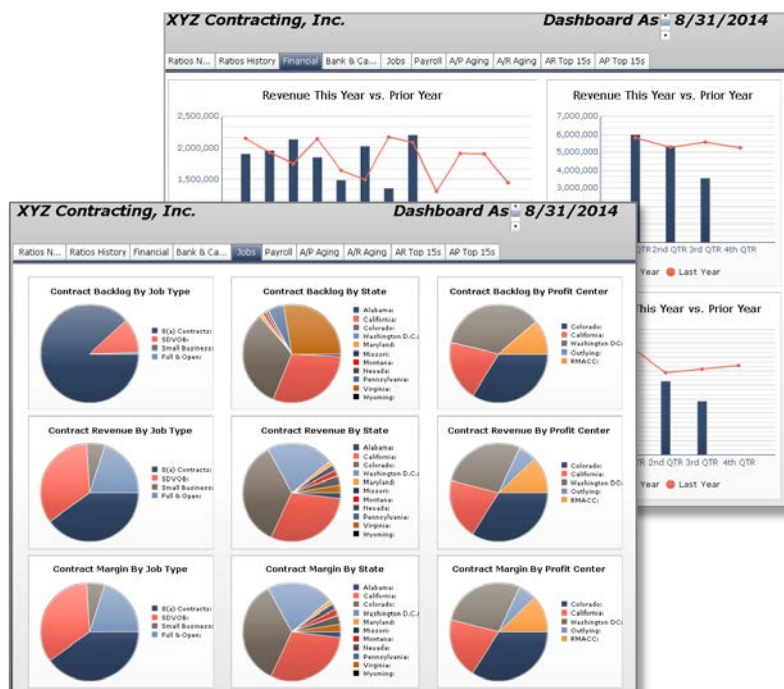 XYZ Contracting, Inc. Dashboard As 8/31/2014
Ratios N... Ratios History Financial Bank & Ca... Jobs Payroll A/P Aging A/R Aging AR Top 15s AP Top 15s
Revenue This Year vs. Prior Year
2,500,000
2,000,000
1,500,000
Revenue This Year vs. Prior Year
7,000,000
6,000,000
5,000,000
4,000,000
3,000,000
QTR 2nd QTR 3rd QTR 4th QTR
Year Last Year
This Year vs. Prior Year
2nd QTR 3rd QTR 4th QTR
Year Last Year
XYZ Contracting, Inc. Dashboard As 8/31/2014
Ratios N... Ratios History Financial Bank & Ca... Jobs Payroll A/P Aging A/R Aging AR Top 15s AP Top 15s
Contract Backlog By Job Type
8(a) Contracts:
SDVOB:
Small Business:
Full & Open:
Contract Backlog By State
Alabama:
California:
Colorado:
Washington D.C.:
Maryland:
Missori:
Montana:
Nevada:
Pennsylvania:
Virginia:
Wyoming:
Contract Backlog By Profit Center
Colorado:
California:
Washington DC:
Outlying:
RMACC:
Contract Revenue By Job Type
8(a) Contracts:
SDVOB:
Small Business:
Full & Open:
Contract Revenue By State
Alabama:
California:
Colorado:
Washington D.C.:
Maryland:
Missori:
Montana:
Nevada:
Pennsylvania:
Virginia:
Wyoming:
Contract Revenue By Profit Center
Colorado:
California:
Washington DC:
Outlying:
RMACC:
Contract Margin By Job Type
8(a) Contracts:
SDVOB:
Small Business:
Full & Open:
Contract Margin By State
Alabama:
California:
Colorado:
Washington D.C.:
Maryland:
Missori:
Montana:
Nevada:
Pennsylvania:
Virginia:
Wyoming:
Contract Margin By Profit Center
Colorado:
California:
Washington DC:
Outlying:
RMACC: